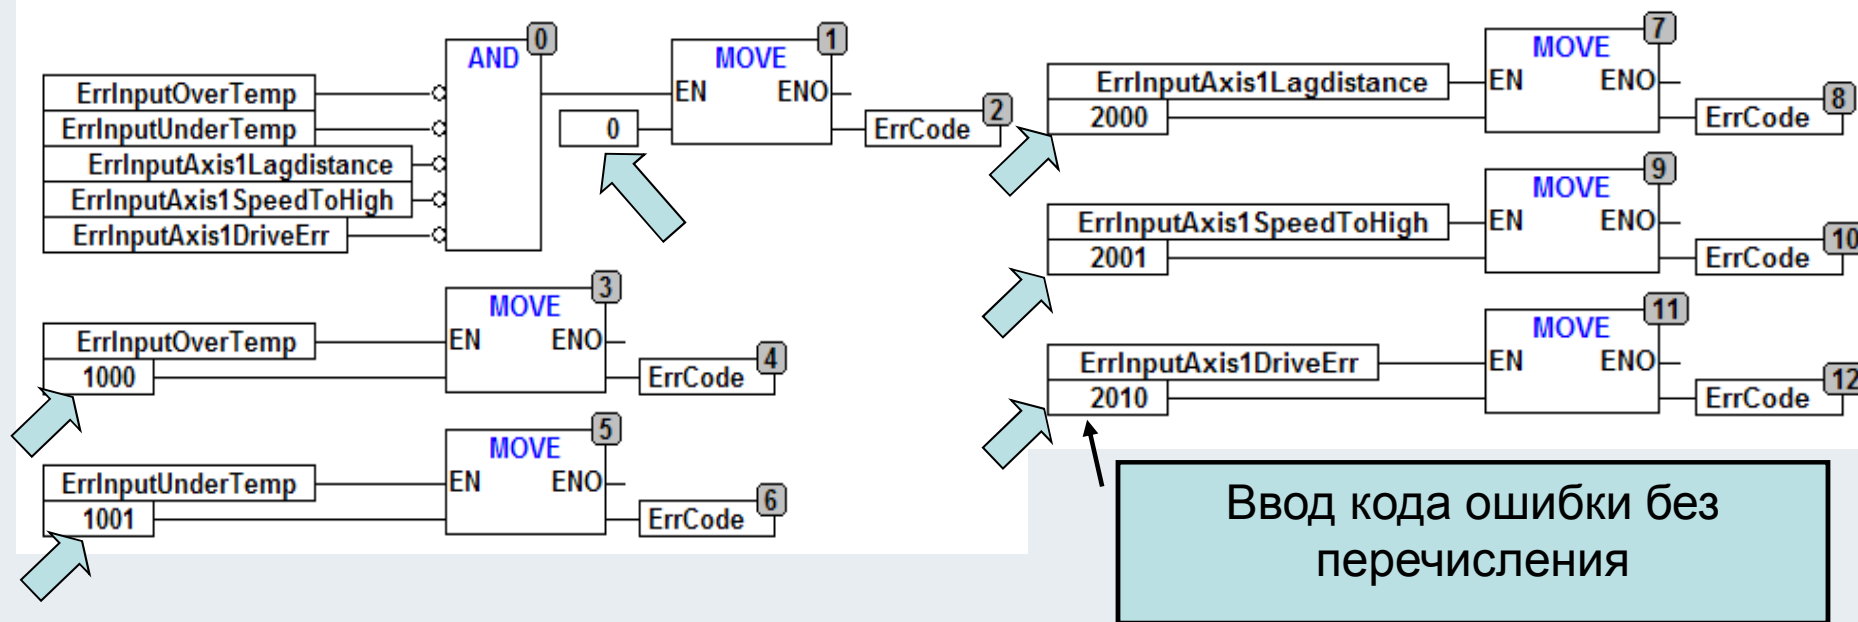 0
AND
ErrInputOverTemp
ErrInputUnderTemp
ErrInputAxis1Lagdistance
ErrInputAxis1SpeedToHigh
ErrInputAxis1DriveErr
1
MOVE
EN ENO
0
ErrCode 2
3
MOVE
ErrInputOverTemp EN ENO
1000 ErrCode 4
5
MOVE
ErrInputUnderTemp EN ENO
1001 ErrCode 6
7
MOVE
ErrInputAxis1Lagdistance EN ENO
2000 ErrCode 8
9
MOVE
ErrInputAxis1SpeedToHigh EN ENO
2001 ErrCode 10
11
MOVE
ErrInputAxis1DriveErr EN ENO
2010 ErrCode 12
Ввод кода ошибки без
перечисления